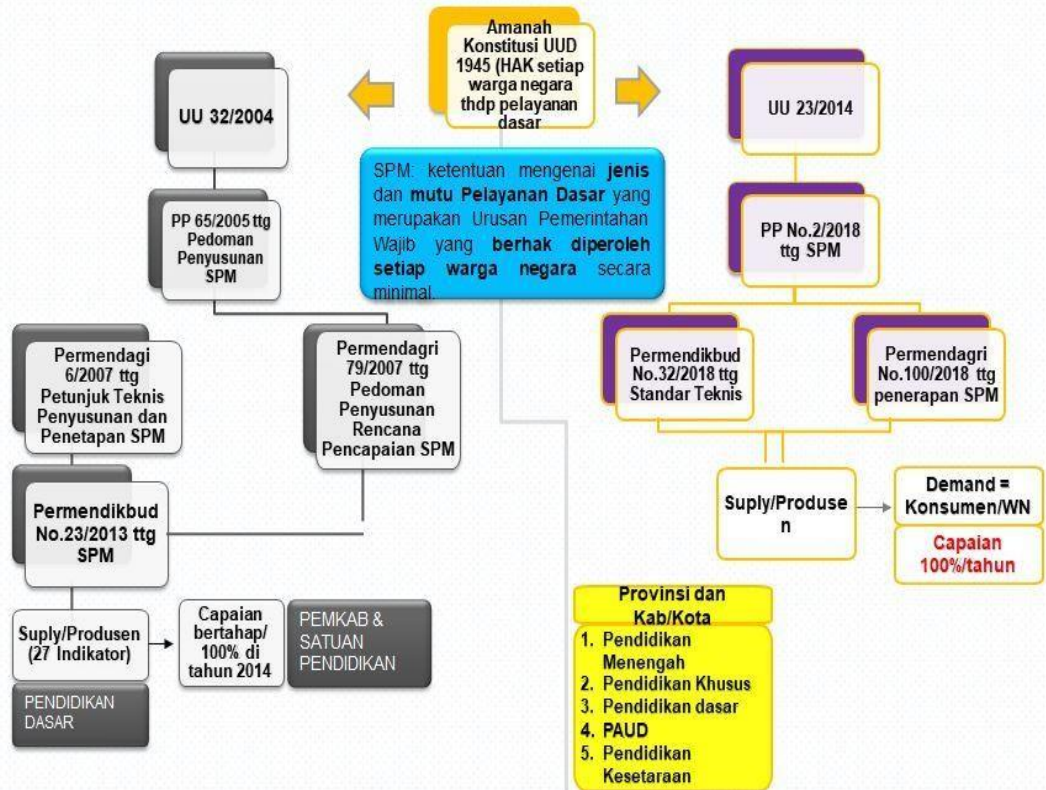 Amanah
Konstitusi UUD
1945 (HAK setiap
warga negara
thdp pelayanan
dasar
UU 32/2004
UU 23/2014
SPM: ketentuan mengenai jenis
dan mutu Pelayanan Dasar yang
merupakan Urusan Pemerintahan
Wajib yang berhak diperoleh
setiap warga negara secara
minimal.
PP 65/2005 ttg
Pedoman
Penyusunan
SPM
PP No.2/2018
ttg SPM
Permendagi
6/2007 ttg
Petunjuk Teknis
Penyusunan dan
Penetapan SPM
Permendagri
79/2007 ttg
Pedoman
Penyusunan
Rencana
Pencapaian SPM
Permendikbud
No.32/2018 ttg
Standar Teknis
Permendagri
No.100/2018 ttg
penerapan SPM
Permendikbud
No.23/2013 ttg
SPM
Suply/Produse
n
Demand =
Konsumen/WN
Capaian
100%/tahun
Suply/Produsen
(27 Indikator)
Capaian
bertahap/
100% di
tahun 2014
PEMKAB &
SATUAN
PENDIDIKAN
PENDIDIKAN
DASAR
Provinsi dan
Kab/Kota
1. Pendidikan
Menengah
2. Pendidikan Khusus
3. Pendidikan dasar
4. PAUD
5. Pendidikan
Kesetaraan